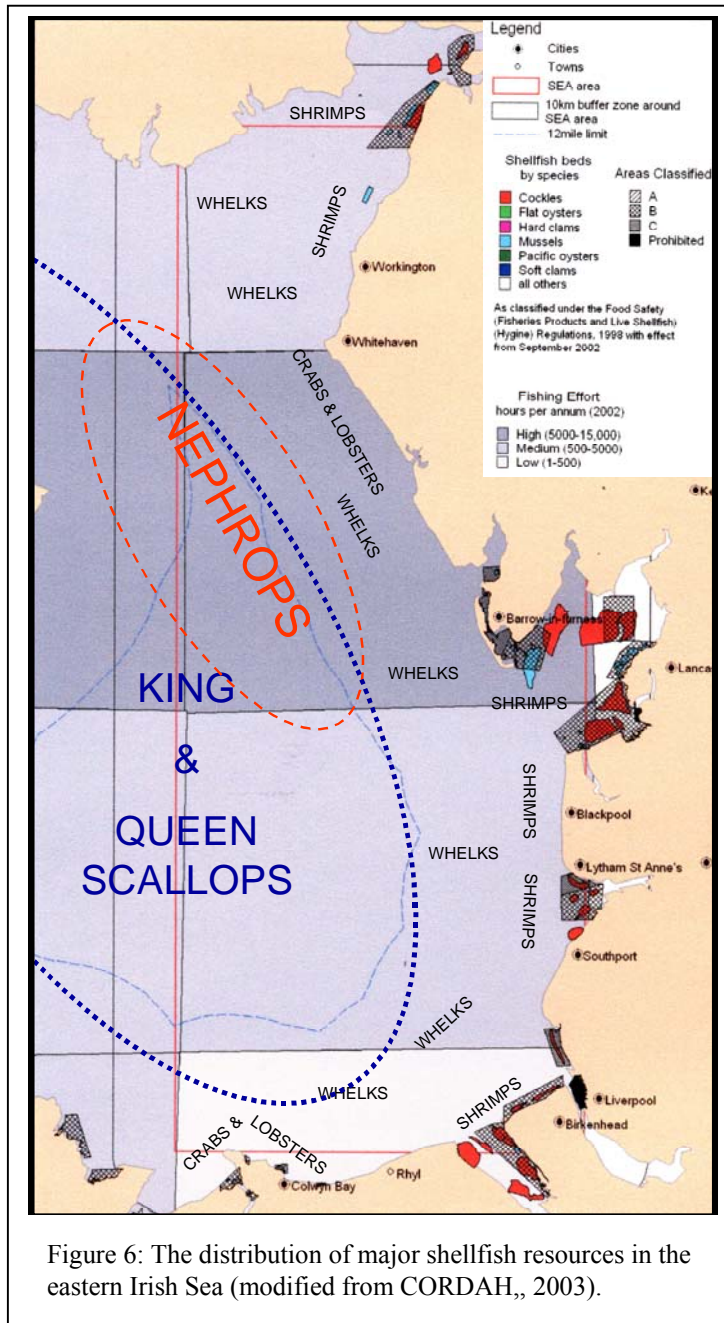 Legend
Cities
Towns
SEA area
10km buffer zone around
SEA area
12mile limit
Shellfish beds
by species
Cockles
Flat oysters
Hard clams
Mussels
Pacific oysters
Soft clams
all others
Areas Classified
A
B
C
Prohibited
As classified under the Food Safety
(Fisheries Products and Live Shellfish)
(Hygine) Regulations, 1998 with effect
from September 2002
Fishing Effort
hours per annum (2002)
High (5000-15,000)
Medium (500-5000)
Low (1-500)
SHRIMPS
WHELKS
SHRIMPS
Workington
WHELKS
Whitehaven
CRABS & LOBSTERS
NEPHROPS
WHELKS
Ke
Barrow-in-furness
WHELKS
Lancas
KING
SHRIMPS
&
SHRIMPS
Blackpool
QUEEN
SCALLOPS
WHELKS
Lytham St Anne's
SHRIMPS
Southport
WHELKS
WHELKS
SHRIMPS
Liverpool
Birkenhead
CRABS & LOBSTERS
Rhyl
Colwyn Bay
Figure 6: The distribution of major shellfish resources in the
eastern Irish Sea (modified from CORDAH,, 2003).